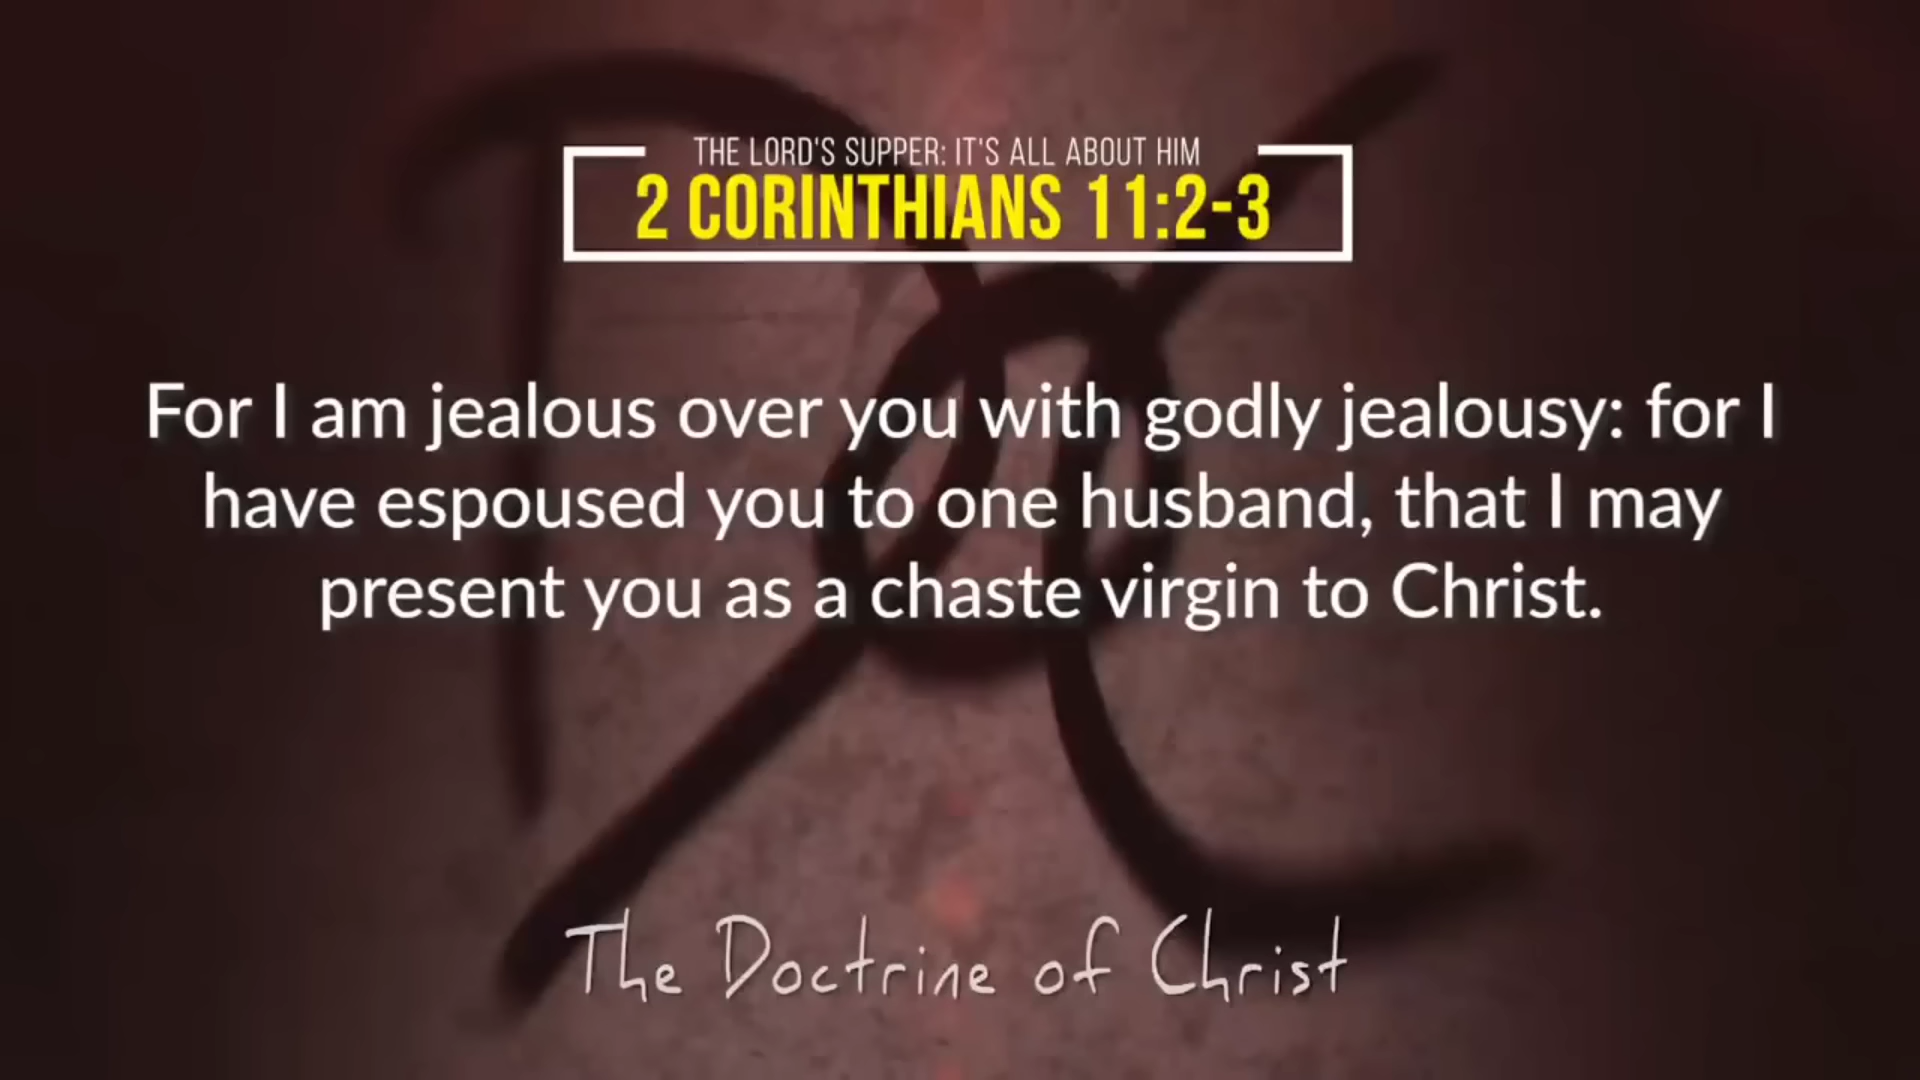 THE LORD'S SUPPER: IT'S ALL ABOUT HIM
2 CORINTHIANS 11:2-3
For I am jealous over you with godly jealousy: for I
have espoused you to one husband, that I may
present you as a chaste virgin to Christ.
The Doctrine of Christ